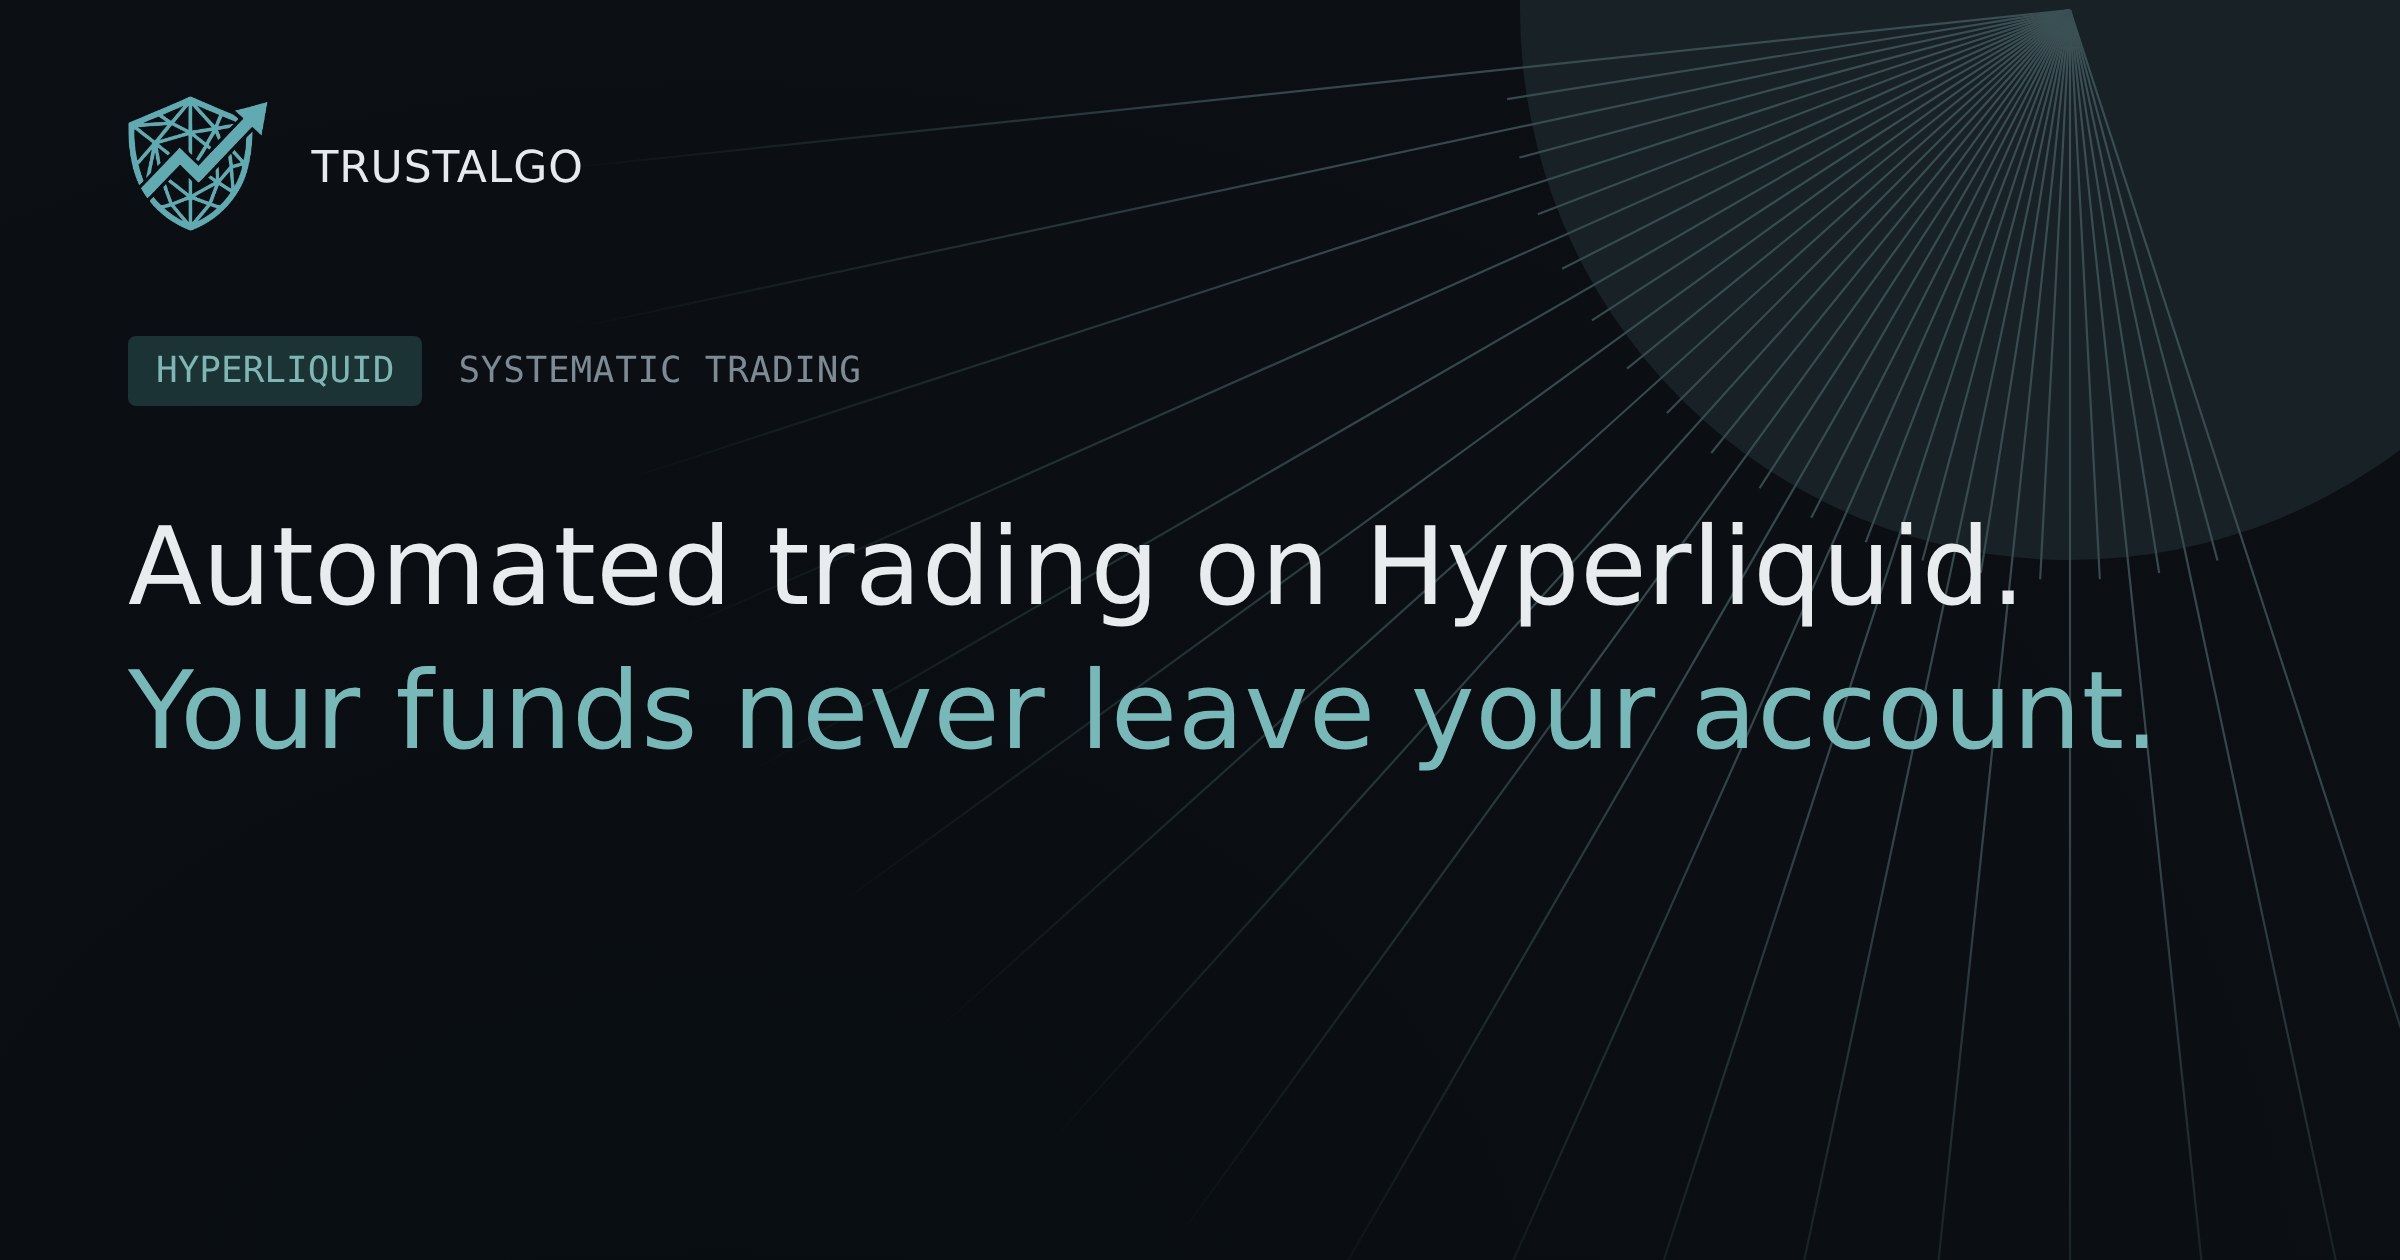 TRUSTALGO
HYPERLIQUID SYSTEMATIC TRADING
Automated trading on Hyperliquid.
Your funds never leave your account.